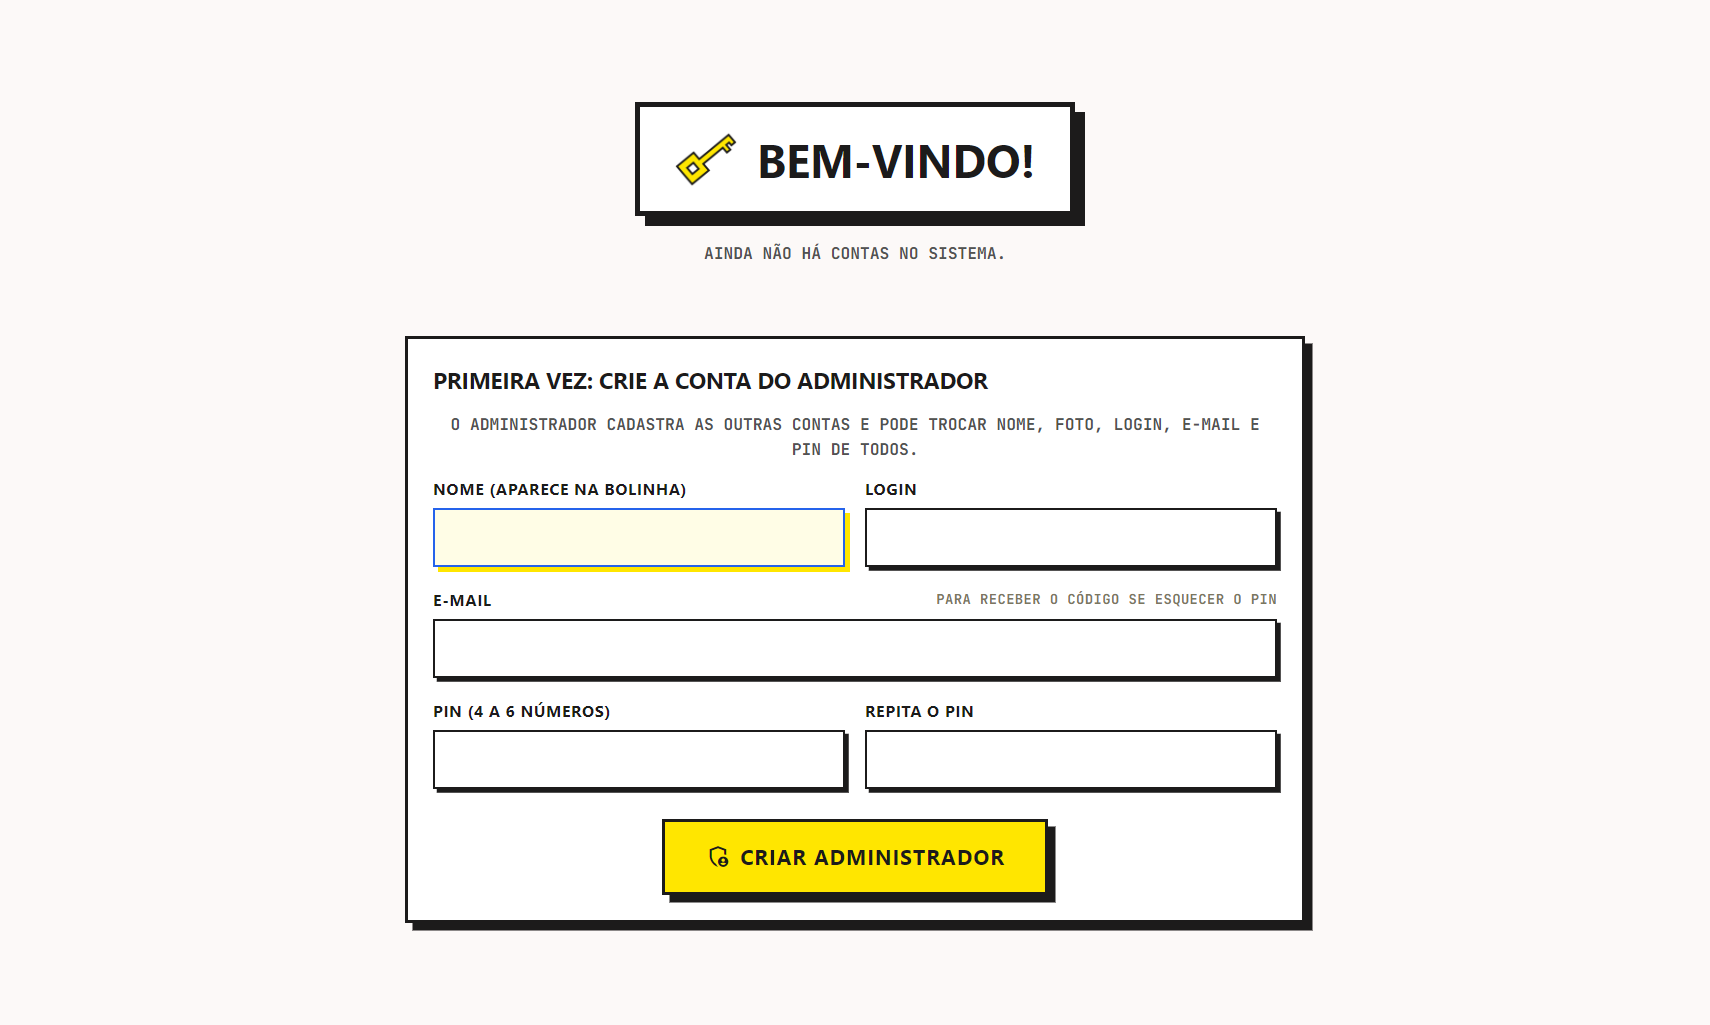 BEM-VINDO!
AINDA NÃO HÁ CONTAS NO SISTEMA.
PRIMEIRA VEZ: CRIE A CONTA DO ADMINISTRADOR
O ADMINISTRADOR CADASTRA AS OUTRAS CONTAS E PODE TROCAR NOME, FOTO, LOGIN, E-MAIL E
PIN DE TODOS.
NOME (APARECE NA BOLINHA)
LOGIN
E-MAIL
PARA RECEBER O CÓDIGO SE ESQUECER O PIN
PIN (4 A 6 NÚMEROS)
REPITA O PIN
CRIAR ADMINISTRADOR